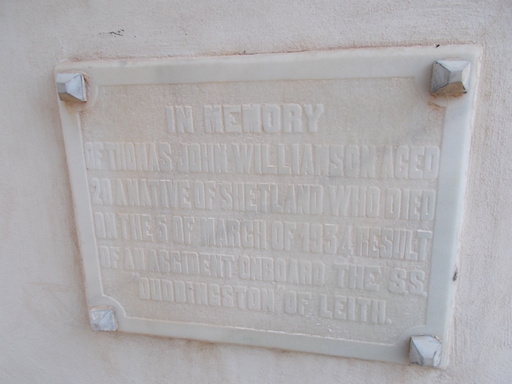 IN MEMORY
OF THOMAS JOHN WILLIAMSON AGED
20 A NATIVE OF SHETLAND WHO DIED
ON THE 5 OF MARCH OF 1934 RESULT
OF AN ACCIDENT ONBOARD THE S.S.
DUDDINGSTON, OF LEITH.